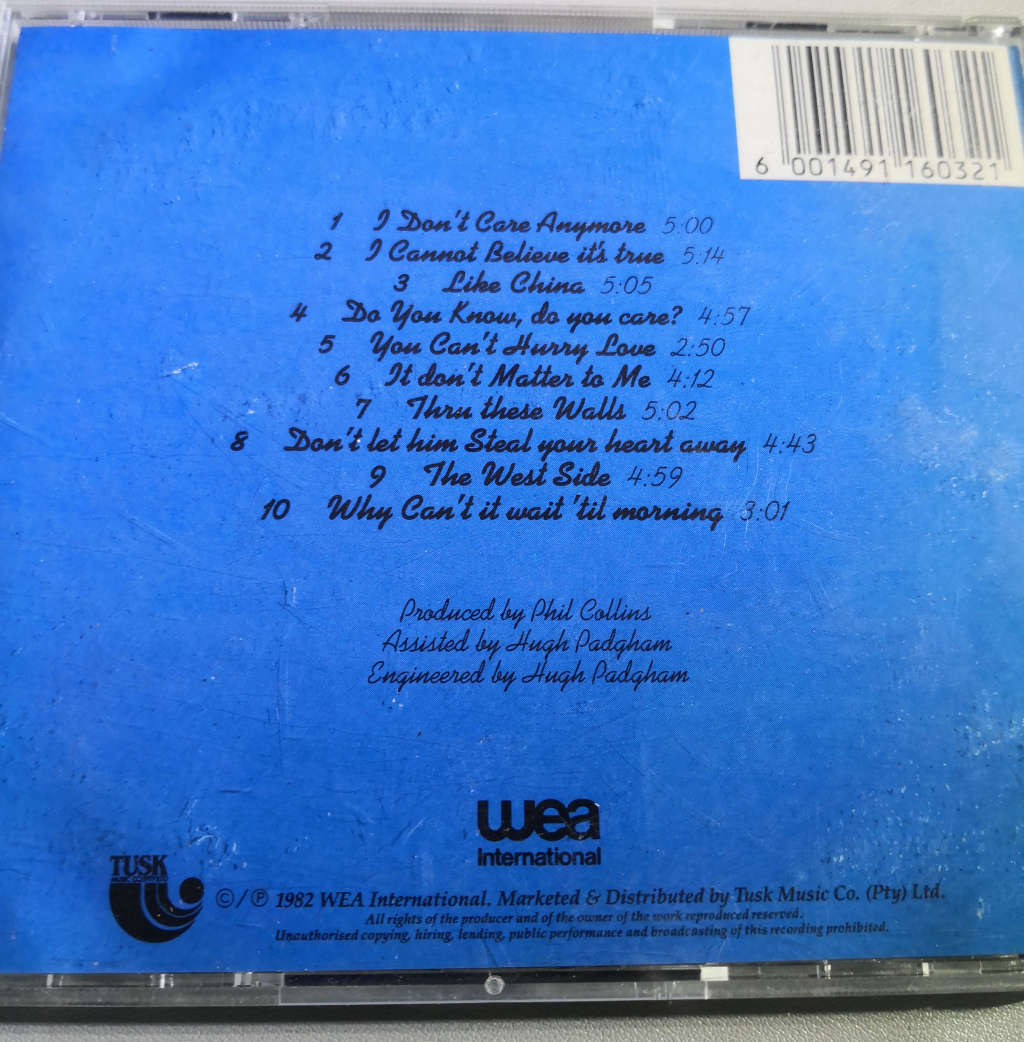 6 001491 160321
1 I Don't Care Anymore 5:00
2 I Cannot Believe it's true 5:14
3 Like China 5:05
4 Do You Know, do you care? 4:57
5 You Can't Hurry Love 2:50
6 It don't Matter to Me 4:12
7 Thru these Walls 5:02
8 Don't let him Steal your heart away 4:43
9 The West Side 4:59
10 Why Can't it wait 'til morning 3:01
Produced by Phil Collins
Assisted by Hugh Padgham
Engineered by Hugh Padgham
wea
International
TUSK
©/℗ 1982 WEA International. Marketed & Distributed by Tusk Music Co. (Pty) Ltd.
All rights of the producer and of the owner of the work reproduced reserved.
Unauthorised copying, hiring, lending, public performance and broadcasting of this recording prohibited.